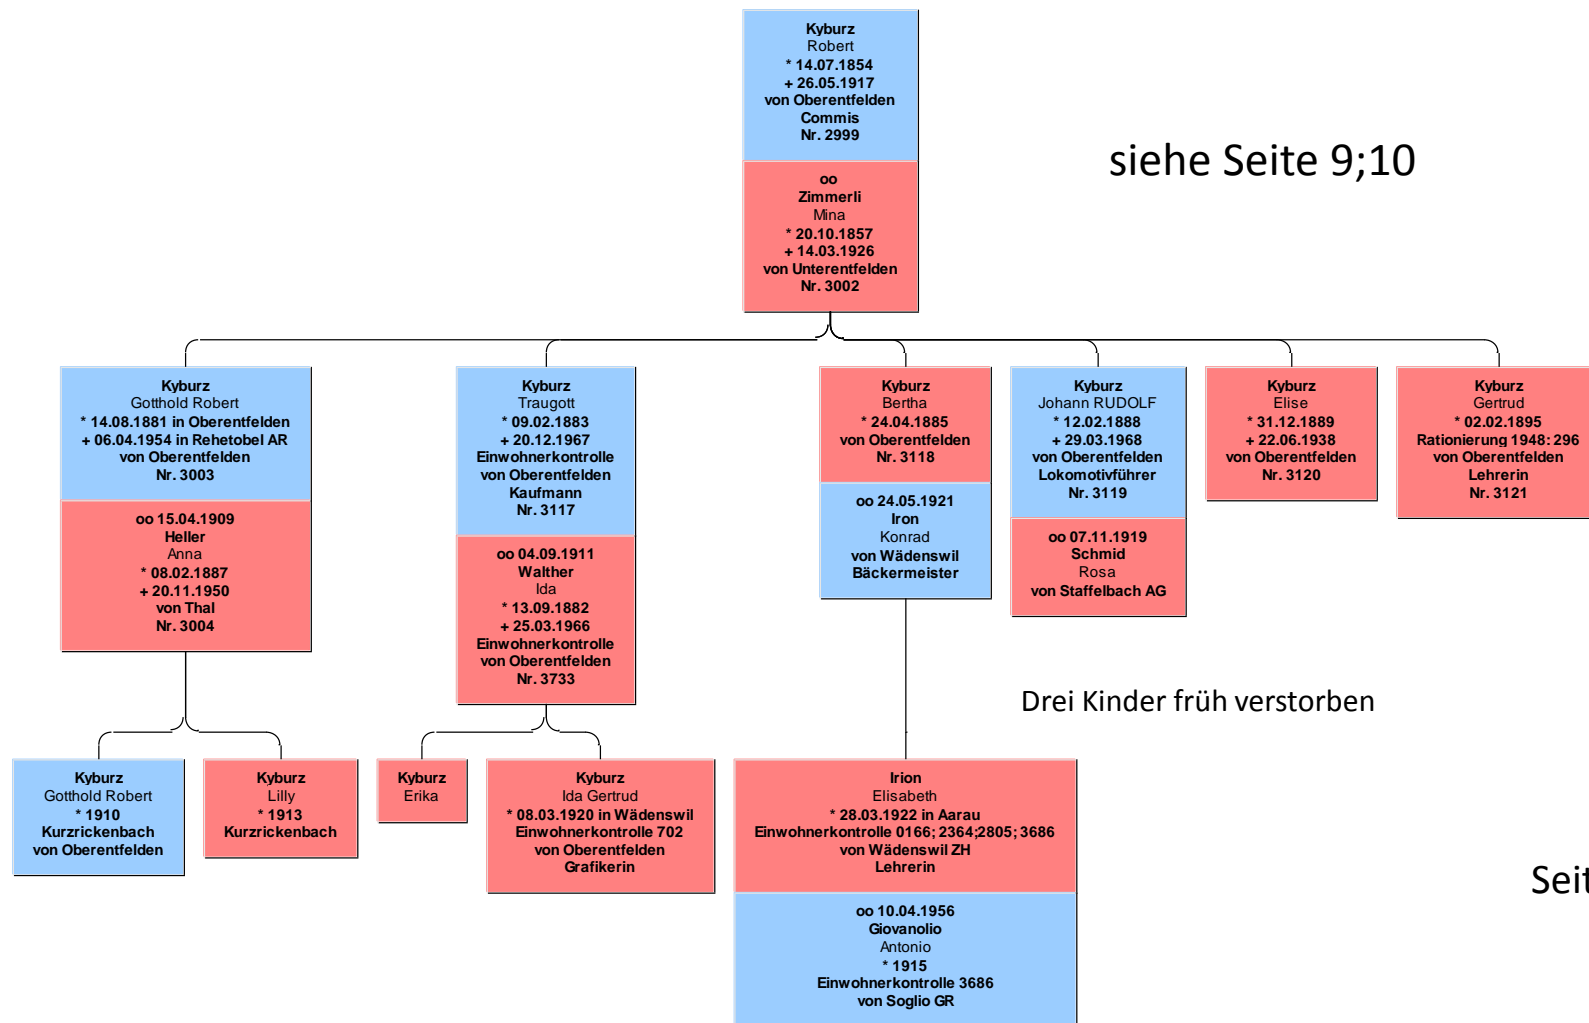 Kyburz
Robert
* 14.07.1854
+ 26.05.1917
von Oberentfelden
Commis
Nr. 2999
siehe Seite 9;10
oo
Zimmerli
Mina
* 20.10.1857
+ 14.03.1926
von Unterentfelden
Nr. 3002
Kyburz
Gotthold Robert
* 14.08.1881 in Oberentfelden
+ 06.04.1954 in Rehetobel AR
von Oberentfelden
Nr. 3003
oo 15.04.1909
Heller
Anna
* 08.02.1887
+ 20.11.1950
von Thal
Nr. 3004
Kyburz
Traugott
* 09.02.1883
+ 20.12.1967
Einwohnerkontrolle
von Oberentfelden
Kaufmann
Nr. 3117
oo 04.09.1911
Walther
Ida
* 13.09.1882
+ 25.03.1966
Einwohnerkontrolle
von Oberentfelden
Nr. 3733
Kyburz
Bertha
* 24.04.1885
von Oberentfelden
Nr. 3118
oo 24.05.1921
Iron
Konrad
von Wädenswil
Bäckermeister
Kyburz
Johann RUDOLF
* 12.02.1888
+ 29.03.1968
von Oberentfelden
Lokomotivführer
Nr. 3119
oo 07.11.1919
Schmid
Rosa
von Staffelbach AG
Kyburz
Elise
* 31.12.1889
+ 22.06.1938
von Oberentfelden
Nr. 3120
Kyburz
Gertrud
* 02.02.1895
Rationierung 1948: 296
von Oberentfelden
Lehrerin
Nr. 3121
Drei Kinder früh verstorben
Kyburz
Gotthold Robert
* 1910
Kurzrickenbach
von Oberentfelden
Kyburz
Lilly
* 1913
Kurzrickenbach
Kyburz
Erika
Kyburz
Ida Gertrud
* 08.03.1920 in Wädenswil
Einwohnerkontrolle 702
von Oberentfelden
Grafikerin
Irion
Elisabeth
* 28.03.1922 in Aarau
Einwohnerkontrolle 0166; 2364;2805; 3686
von Wädenswil ZH
Lehrerin
oo 10.04.1956
Giovanolio
Antonio
* 1915
Einwohnerkontrolle 3686
von Soglio GR
Seit